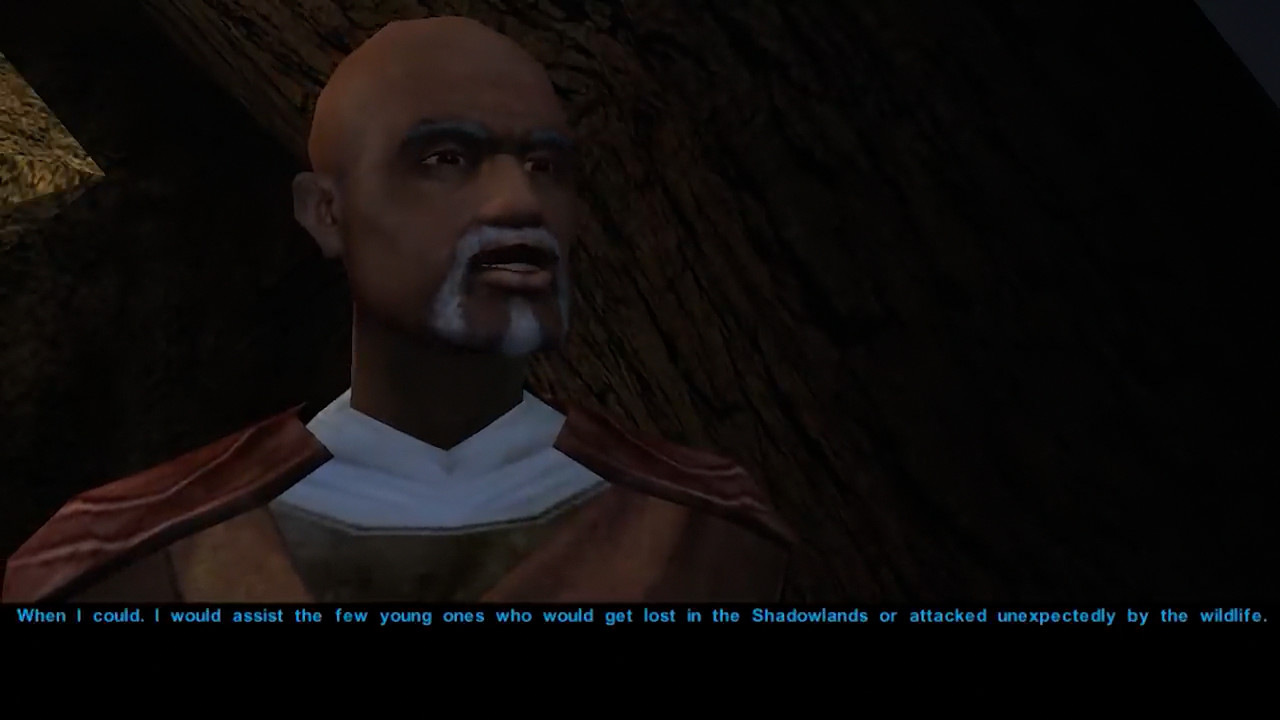 When I could. I would assist the few young ones who would get lost in the Shadowlands or attacked unexpectedly by the wildlife.